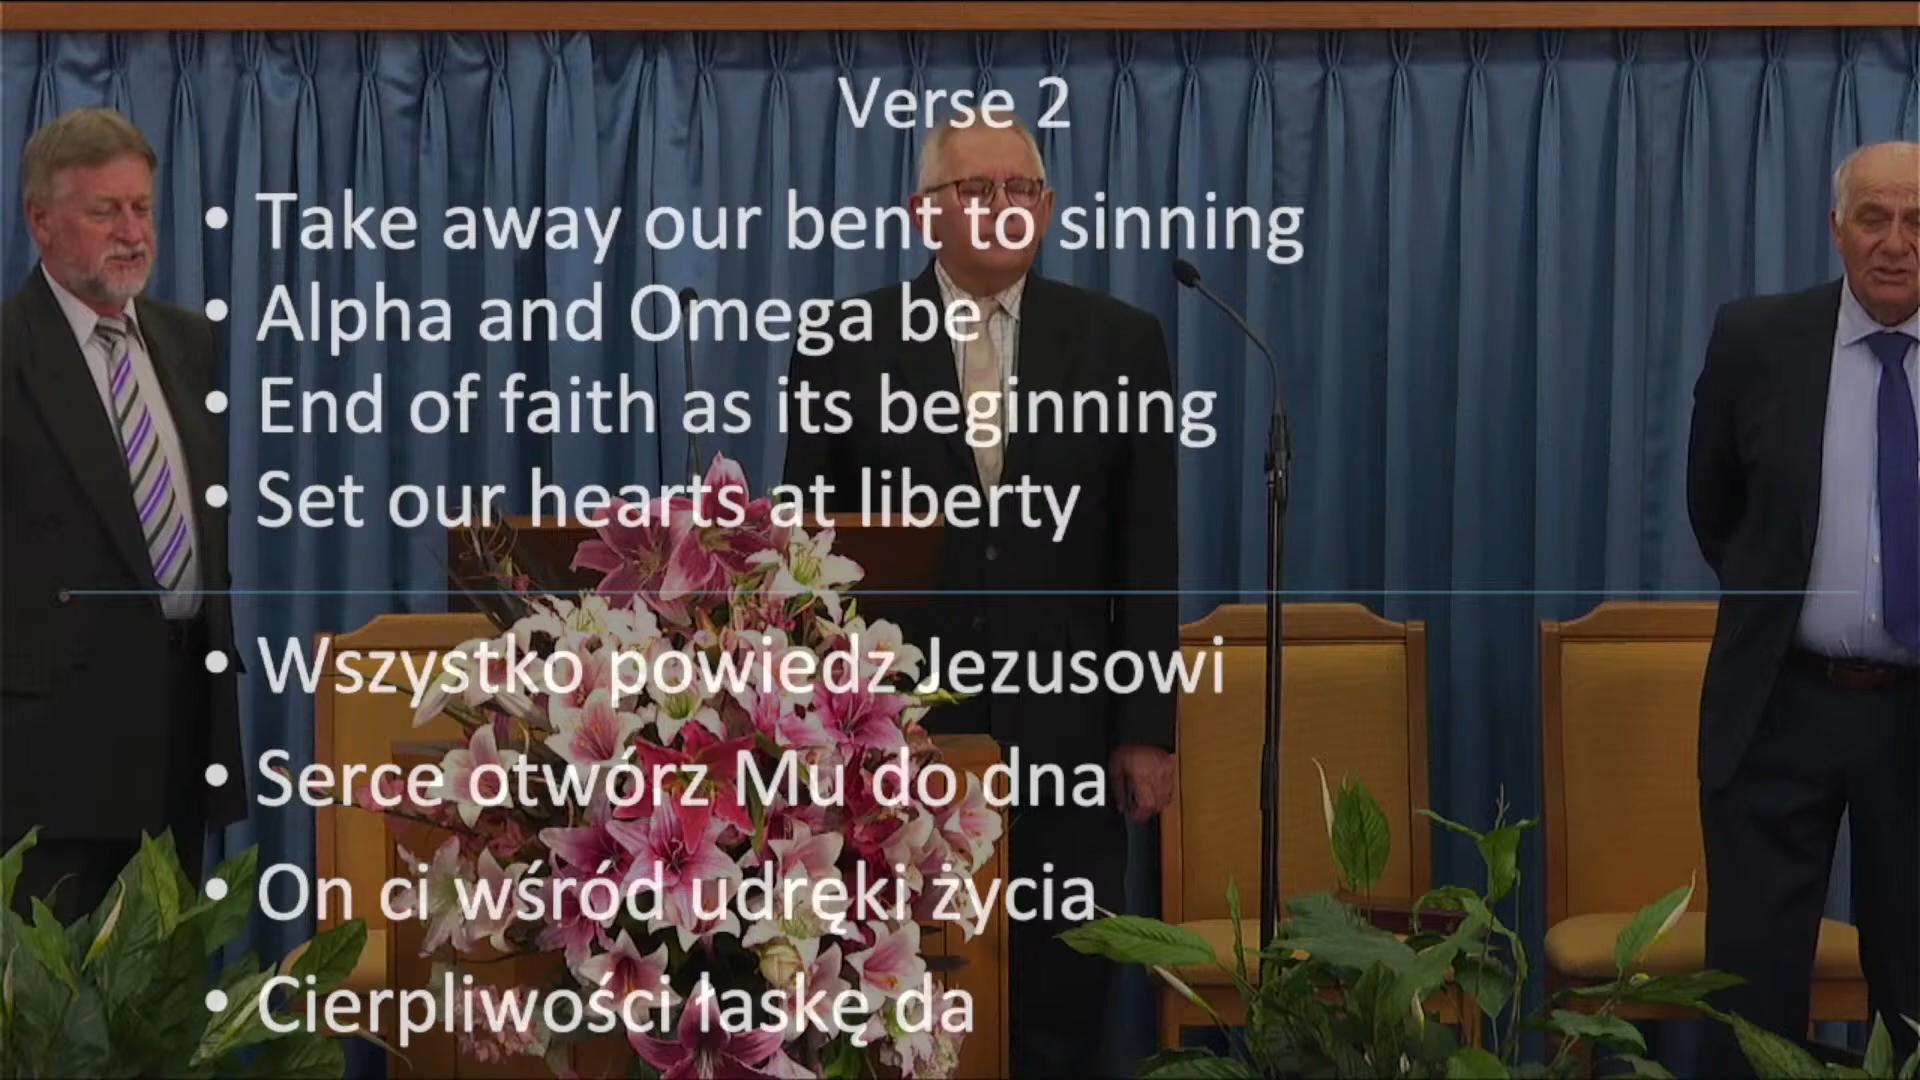 Verse 2
• Take away our bent to sinning
• Alpha and Omega be
• End of faith as its beginning
• Set our hearts at liberty
• Wszystko powiedz Jezusowi
• Serce otwórz Mu do dna
• On ci wśród udręki życia
• Cierpliwości łaskę da